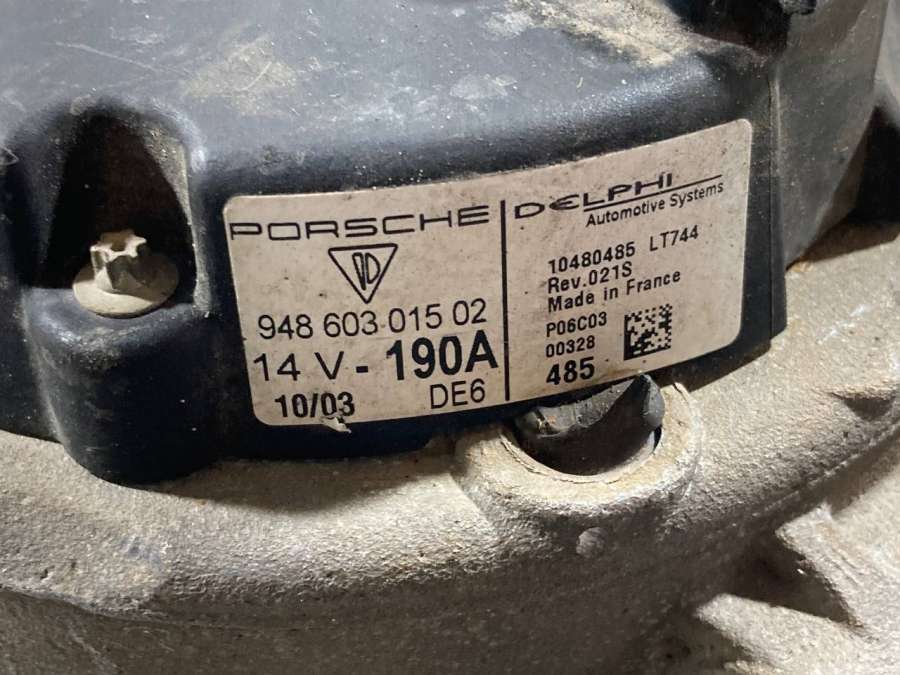 PORSCHE
948 603 015 02
14 V - 190A
10/03 DE6
DELPHI
Automotive Systems
10480485 LT744
Rev.021S
Made in France
P06C03
00328
485